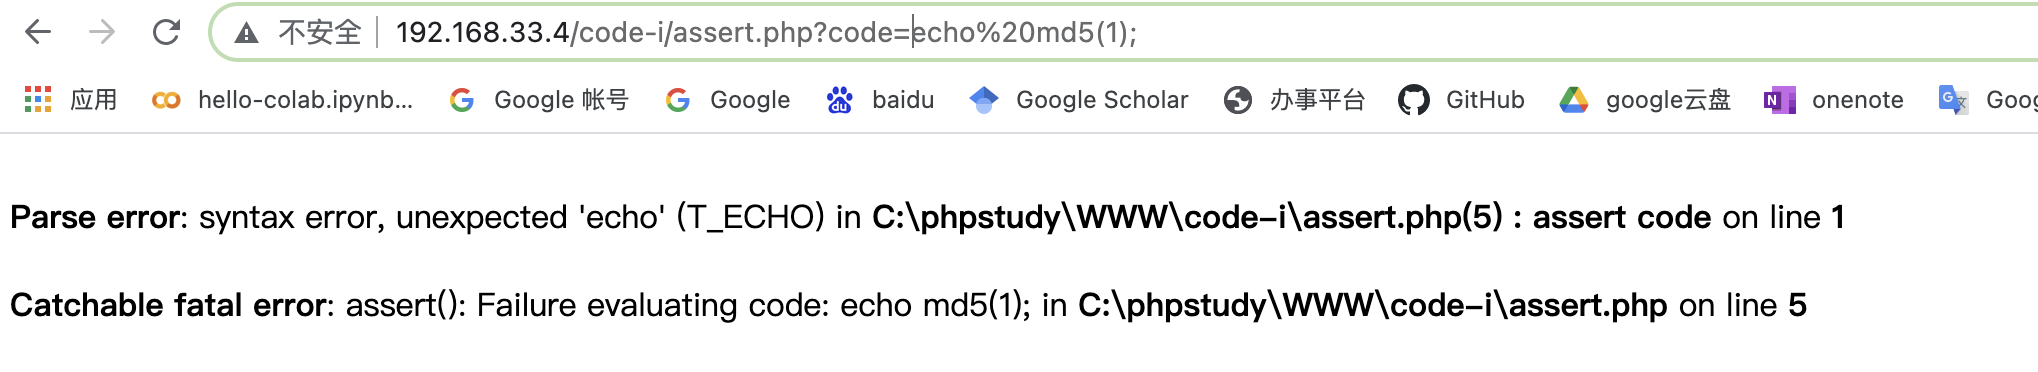 不安全 192.168.33.4/code-i/assert.php?code=echo%20md5(1);
应用 hello-colab.ipynb... Google 帐号 Google baidu Google Scholar 办事平台 GitHub google云盘 onenote Goog
Parse error: syntax error, unexpected 'echo' (T_ECHO) in C:\phpstudy\WWW\code-i\assert.php(5) : assert code on line 1
Catchable fatal error: assert(): Failure evaluating code: echo md5(1); in C:\phpstudy\WWW\code-i\assert.php on line 5